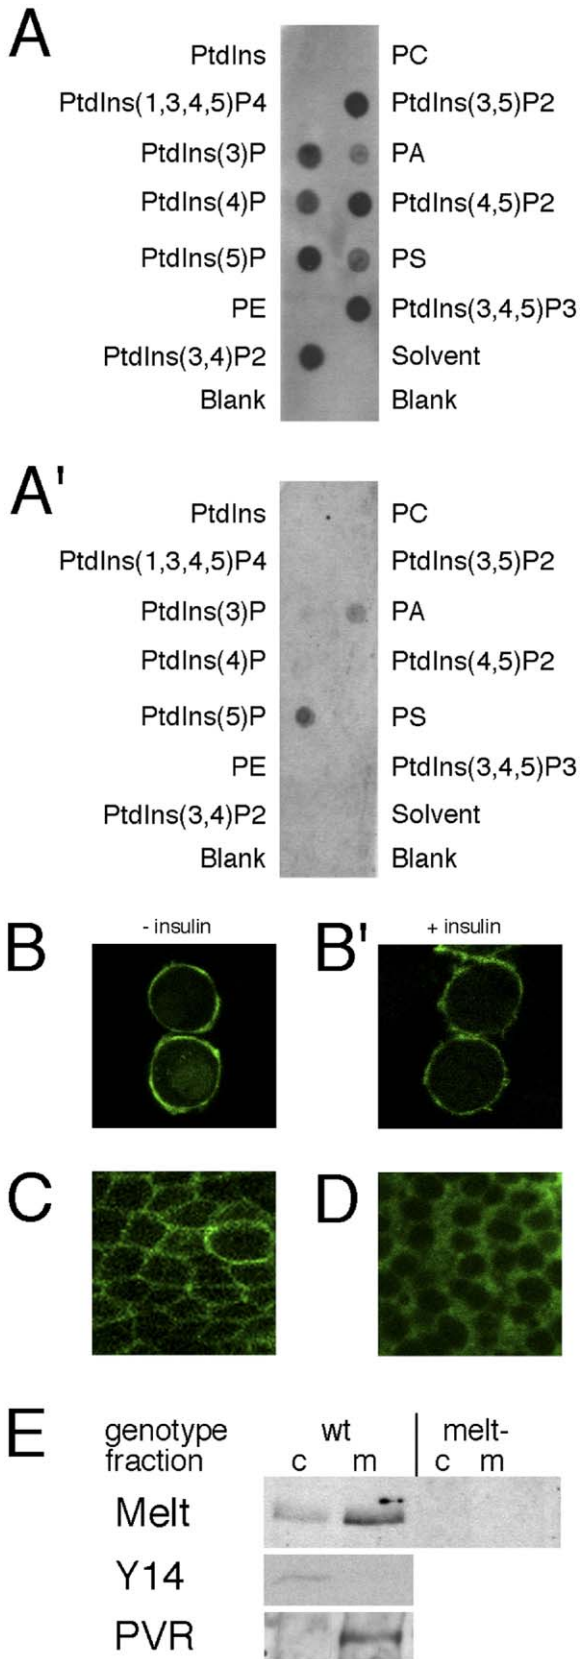 A
PtdIns PC
PtdIns(1,3,4,5)P4 PtdIns(3,5)P2
PtdIns(3)P PA
PtdIns(4)P PtdIns(4,5)P2
PtdIns(5)P PS
PE PtdIns(3,4,5)P3
PtdIns(3,4)P2 Solvent
Blank Blank
A'
PtdIns PC
PtdIns(1,3,4,5)P4 PtdIns(3,5)P2
PtdIns(3)P PA
PtdIns(4)P PtdIns(4,5)P2
PtdIns(5)P PS
PE PtdIns(3,4,5)P3
PtdIns(3,4)P2 Solvent
Blank Blank
B - insulin B' + insulin
C D
E genotype wt melt-
fraction c m c m
Melt
Y14
PVR